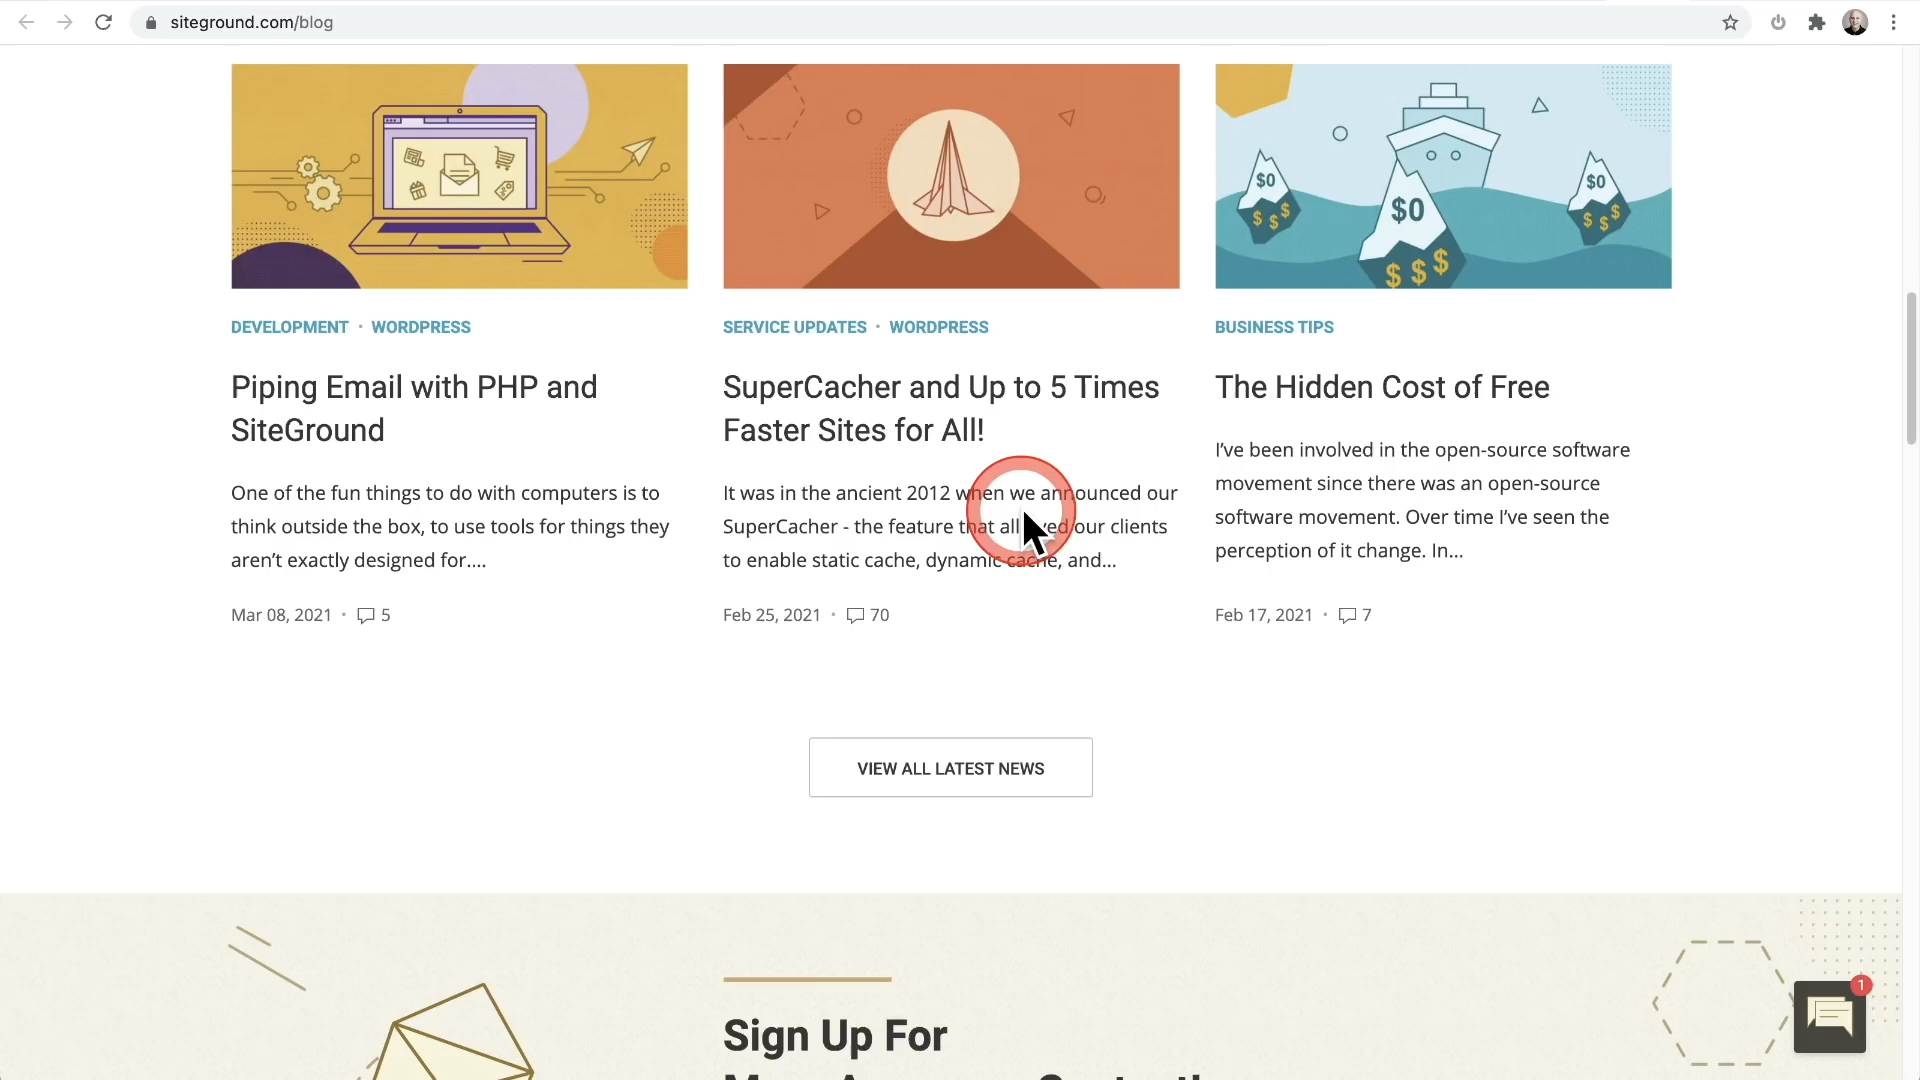 siteground.com/blog
$0
$ $ $
$0
$ $ $
$0
$ $ $
DEVELOPMENT · WORDPRESS
Piping Email with PHP and
SiteGround
One of the fun things to do with computers is to
think outside the box, to use tools for things they
aren’t exactly designed for....
Mar 08, 2021 · 5
SERVICE UPDATES · WORDPRESS
SuperCacher and Up to 5 Times
Faster Sites for All!
It was in the ancient 2012 when we announced our
SuperCacher - the feature that allowed our clients
to enable static cache, dynamic cache, and...
Feb 25, 2021 · 70
BUSINESS TIPS
The Hidden Cost of Free
I’ve been involved in the open-source software
movement since there was an open-source
software movement. Over time I’ve seen the
perception of it change. In...
Feb 17, 2021 · 7
VIEW ALL LATEST NEWS
Sign Up For
1